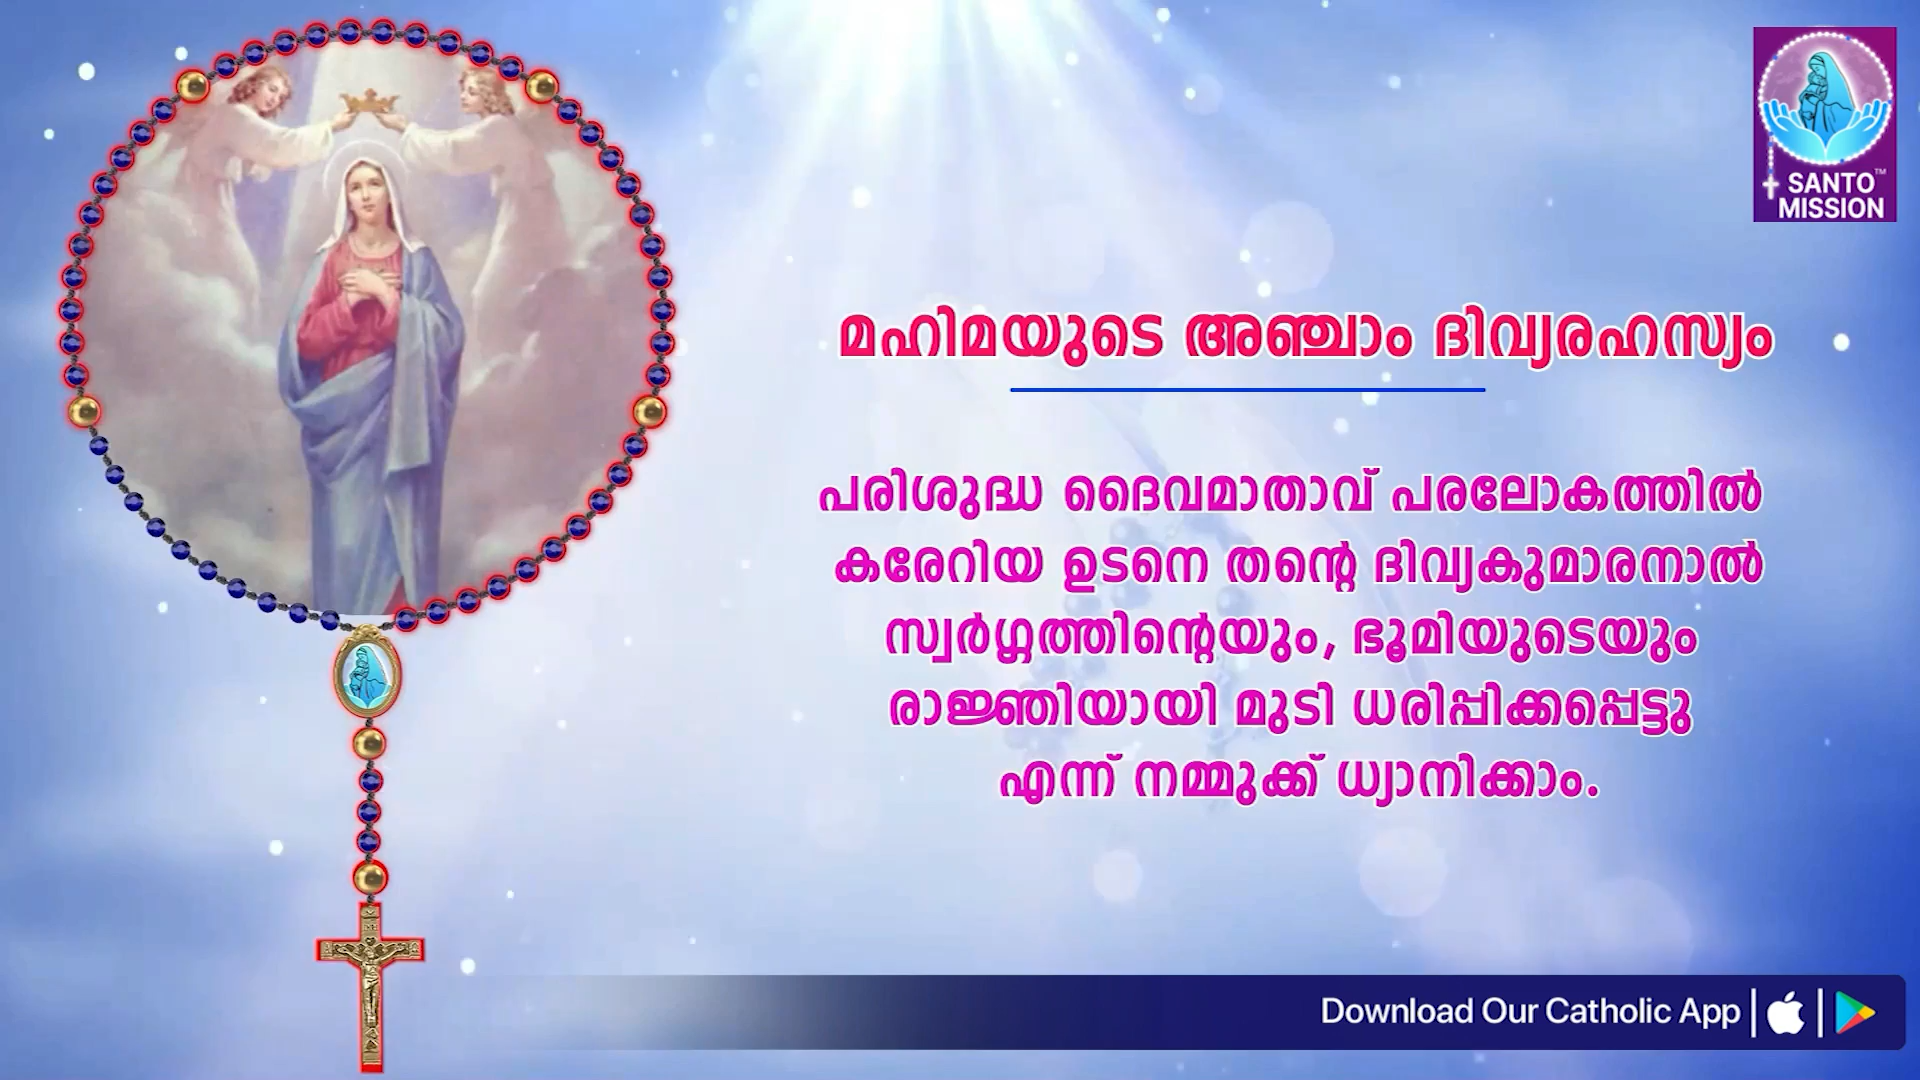 SANTO™
MISSION
മഹിമയുടെ അഞ്ചാം ദിവ്യരഹസ്യം
പരിശുദ്ധ ദൈവമാതാവ് പരലോകത്തിൽ
കരേറിയ ഉടനെ തന്റെ ദിവ്യകുമാരനാൽ
സ്വർഗ്ഗത്തിന്റെയും, ഭൂമിയുടെയും
രാജ്ഞിയായി മുടി ധരിപ്പിക്കപ്പെട്ടു
എന്ന് നമ്മുക്ക് ധ്യാനിക്കാം.
Download Our Catholic App